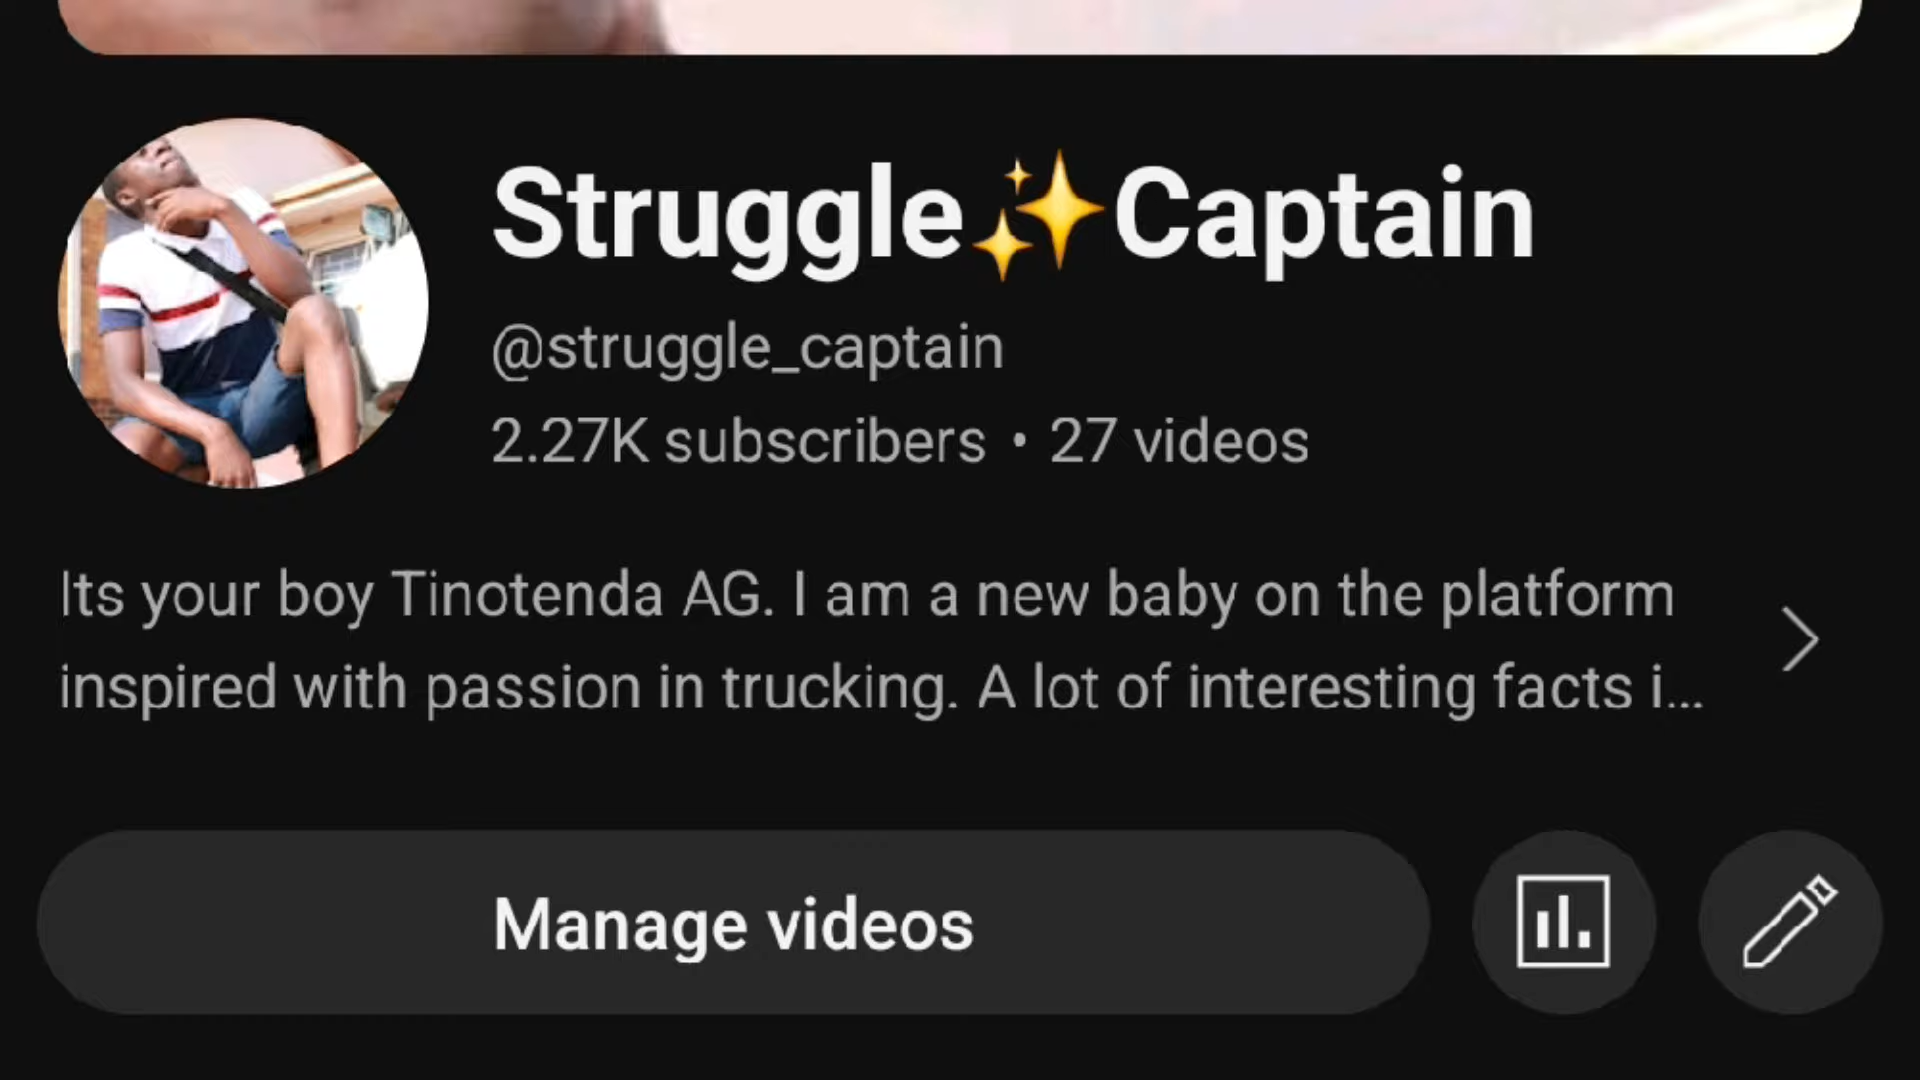 Struggle✨Captain
@struggle_captain
2.27K subscribers • 27 videos
Its your boy Tinotenda AG. I am a new baby on the platform
inspired with passion in trucking. A lot of interesting facts i...
Manage videos